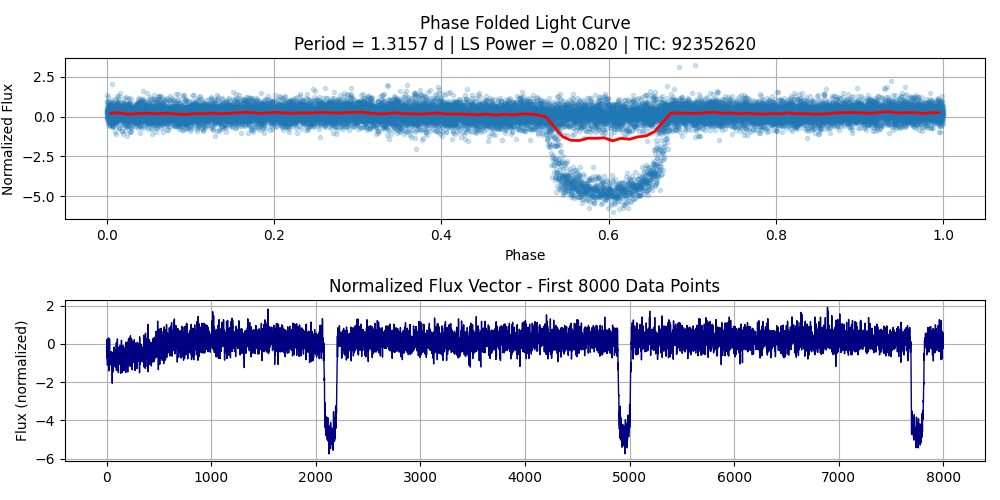 Phase Folded Light Curve
Period = 1.3157 d | LS Power = 0.0820 | TIC: 92352620
Normalized Flux
2.5
0.0
−2.5
−5.0
0.0 0.2 0.4 0.6 0.8 1.0
Phase
Normalized Flux Vector - First 8000 Data Points
Flux (normalized)
2
0
−2
−4
−6
0 1000 2000 3000 4000 5000 6000 7000 8000